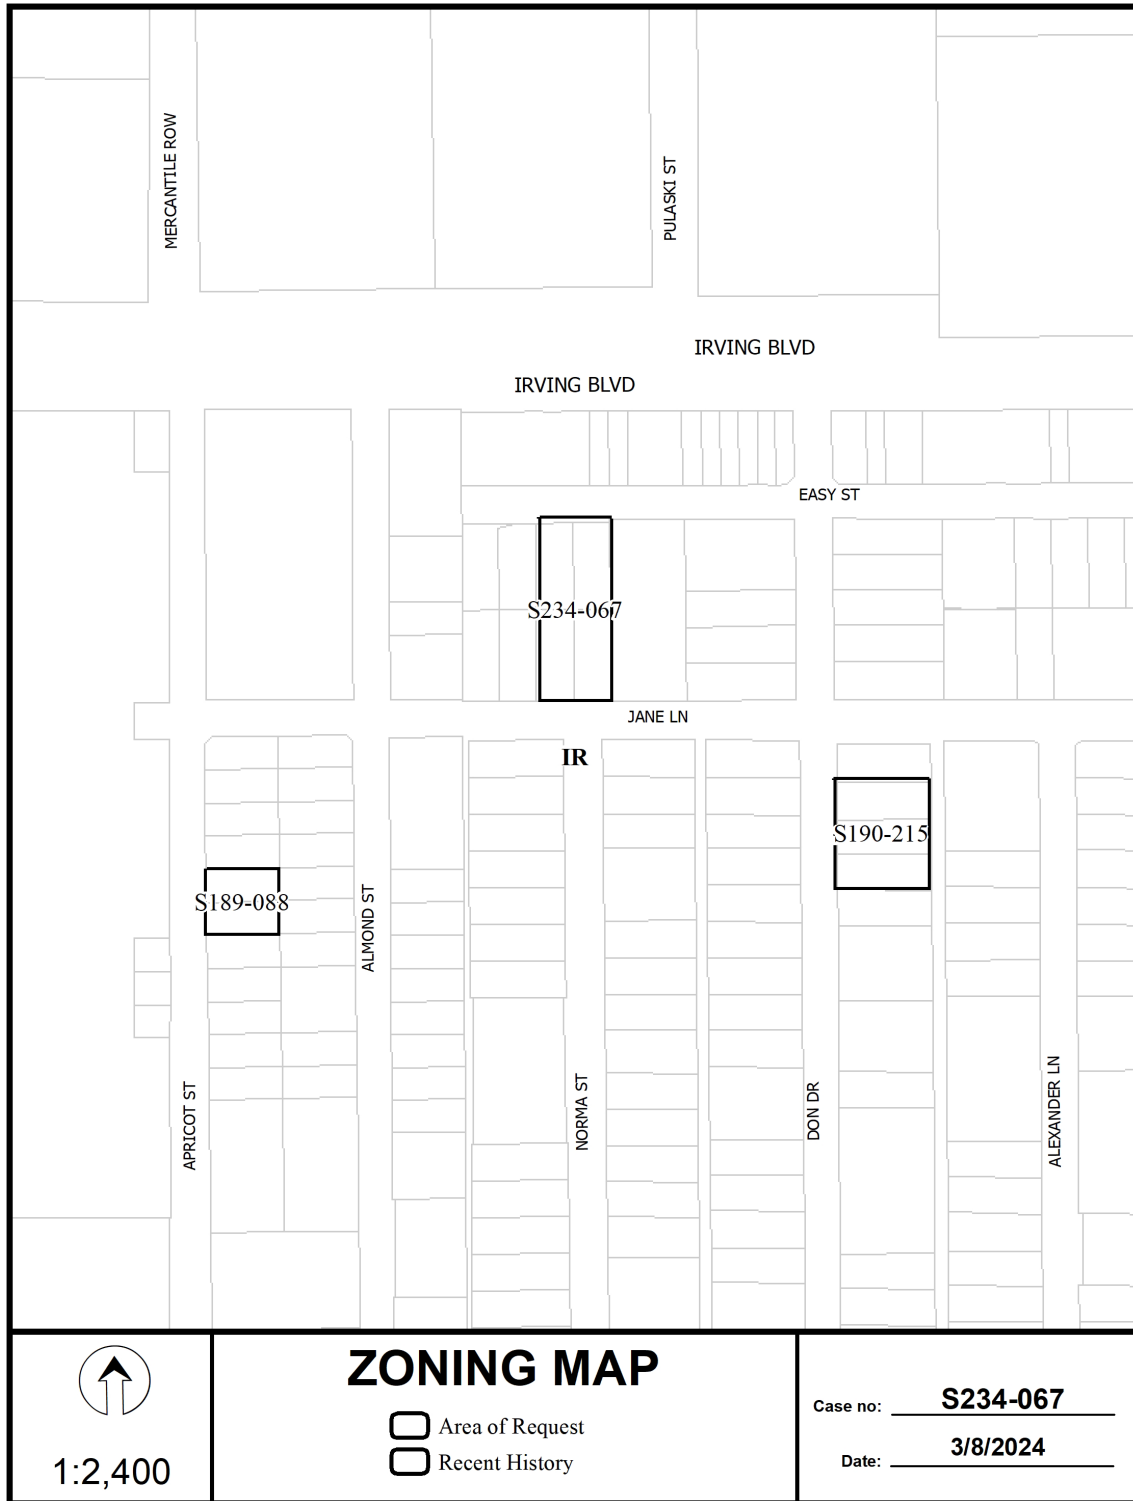 MERCANTILE ROW
PULASKI ST
IRVING BLVD
IRVING BLVD
EASY ST
S234-067
JANE LN
IR
S190-215
S189-088
ALMOND ST
APRICOT ST
NORMA ST
DON DR
ALEXANDER LN
1:2,400
ZONING MAP
Area of Request
Recent History
Case no: S234-067
Date: 3/8/2024